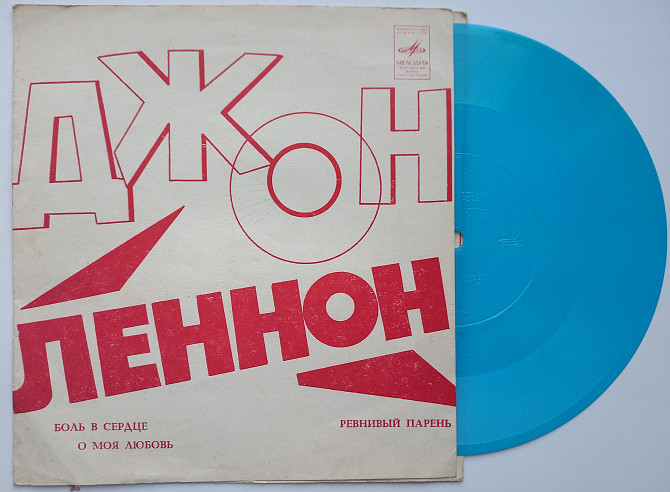 МЕЛОДИЯ
ДЖОН
ЛЕННОН
БОЛЬ В СЕРДЦЕ
О МОЯ ЛЮБОВЬ
РЕВНИВЫЙ ПАРЕНЬ